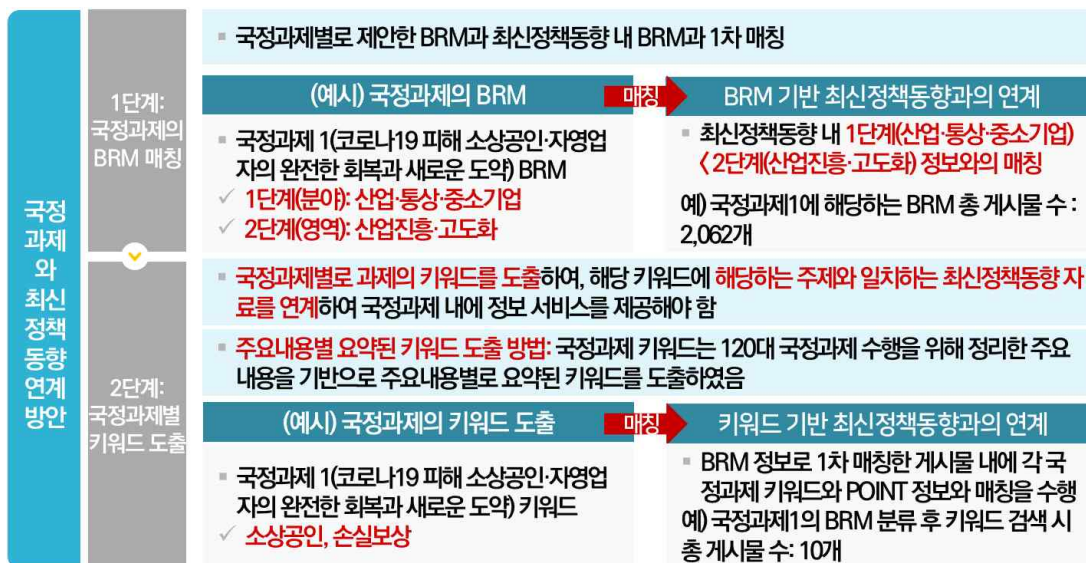 국정
과제
와
최신
정책
동향
연계
방안
1단계:
국정과제의
BRM 매칭
▪ 국정과제별로 제안한 BRM과 최신정책동향 내 BRM과 1차 매칭
(예시) 국정과제의 BRM
매칭
BRM 기반 최신정책동향과의 연계
▪ 국정과제 1(코로나19 피해 소상공인·자영업
자의 완전한 회복과 새로운 도약) BRM
✓ 1단계(분야): 산업·통상·중소기업
✓ 2단계(영역): 산업진흥·고도화
▪ 최신정책동향 내 1단계(산업·통상·중소기업)
< 2단계(산업진흥·고도화) 정보와의 매칭
예) 국정과제1에 해당하는 BRM 총 게시물 수 :
2,062개
2단계:
국정과제별
키워드 도출
▪ 국정과제별로 과제의 키워드를 도출하여, 해당 키워드에 해당하는 주제와 일치하는 최신정책동향 자
료를 연계하여 국정과제 내에 정보 서비스를 제공해야 함
▪ 주요내용별 요약된 키워드 도출 방법: 국정과제 키워드는 120대 국정과제 수행을 위해 정리한 주요
내용을 기반으로 주요내용별로 요약된 키워드를 도출하였음
(예시) 국정과제의 키워드 도출
매칭
키워드 기반 최신정책동향과의 연계
▪ 국정과제 1(코로나19 피해 소상공인·자영업
자의 완전한 회복과 새로운 도약) 키워드
✓ 소상공인, 손실보상
▪ BRM 정보로 1차 매칭한 게시물 내에 각 국
정과제 키워드와 POINT 정보와 매칭을 수행
예) 국정과제1의 BRM 분류 후 키워드 검색 시
총 게시물 수: 10개